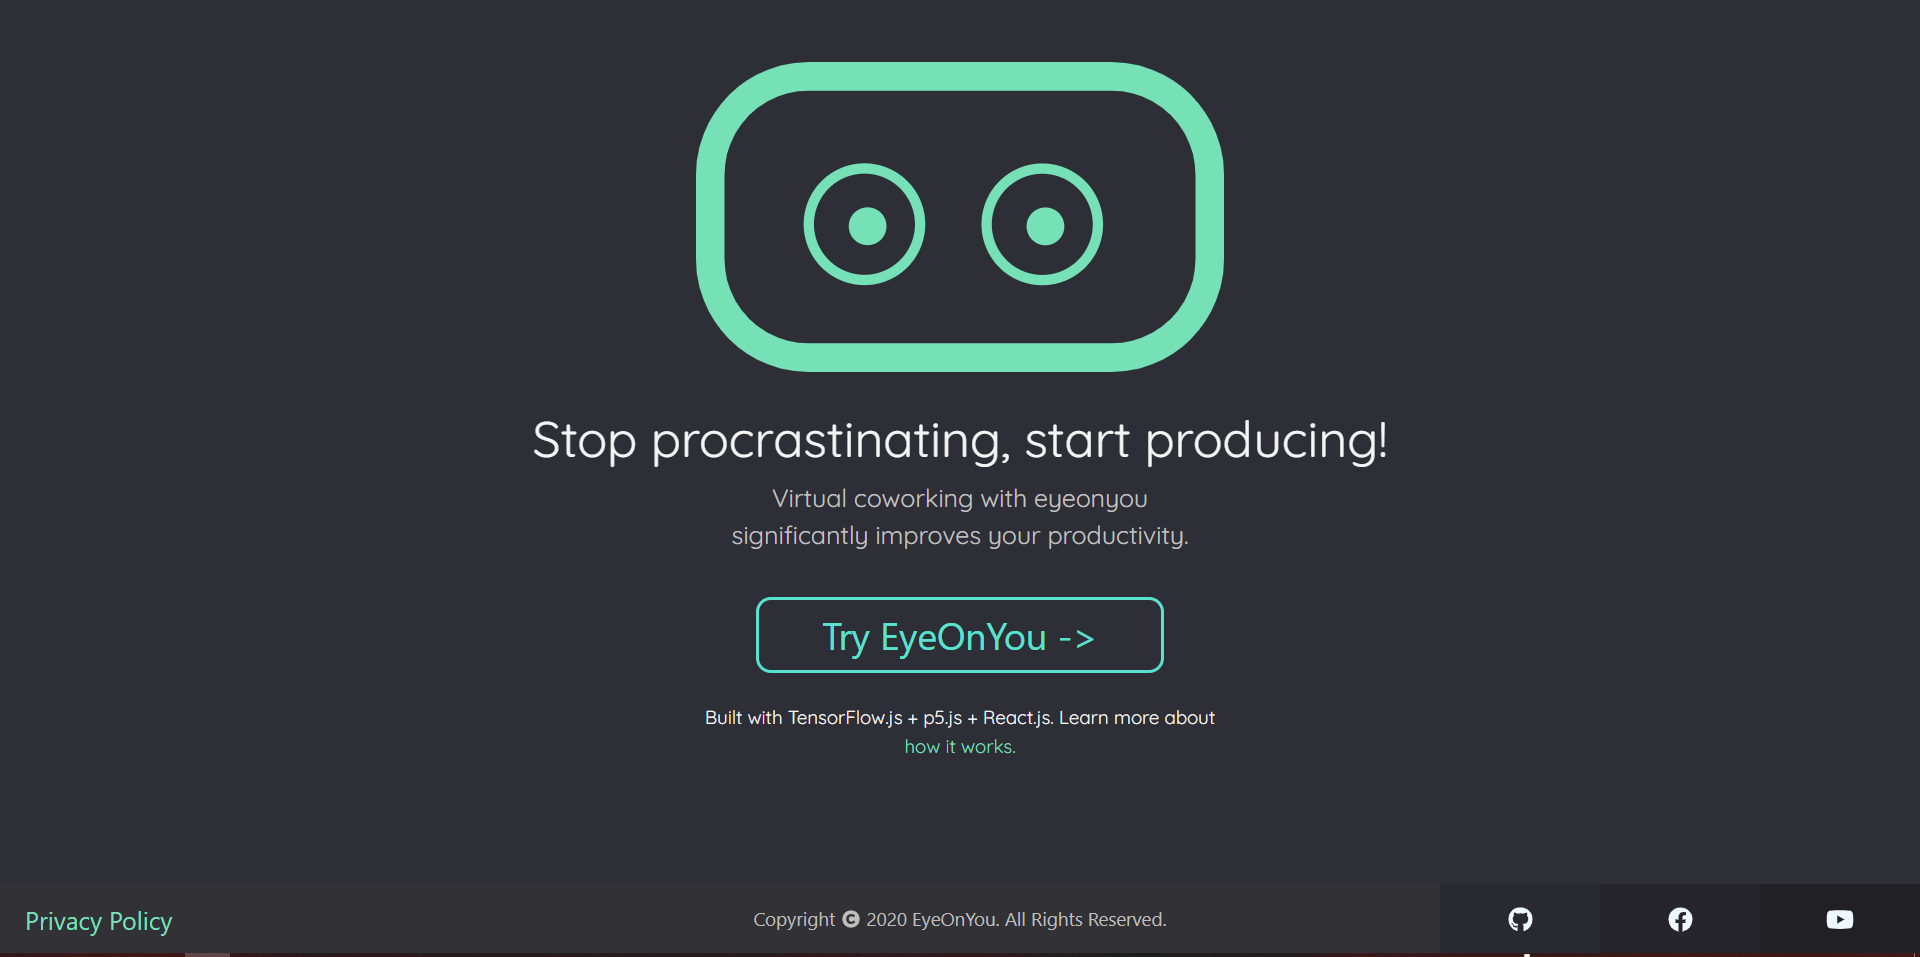 Stop procrastinating, start producing!
Virtual coworking with eyeonyou
significantly improves your productivity.
Try EyeOnYou ->
Built with TensorFlow.js + p5.js + React.js. Learn more about
how it works.
Privacy Policy
Copyright © 2020 EyeOnYou. All Rights Reserved.